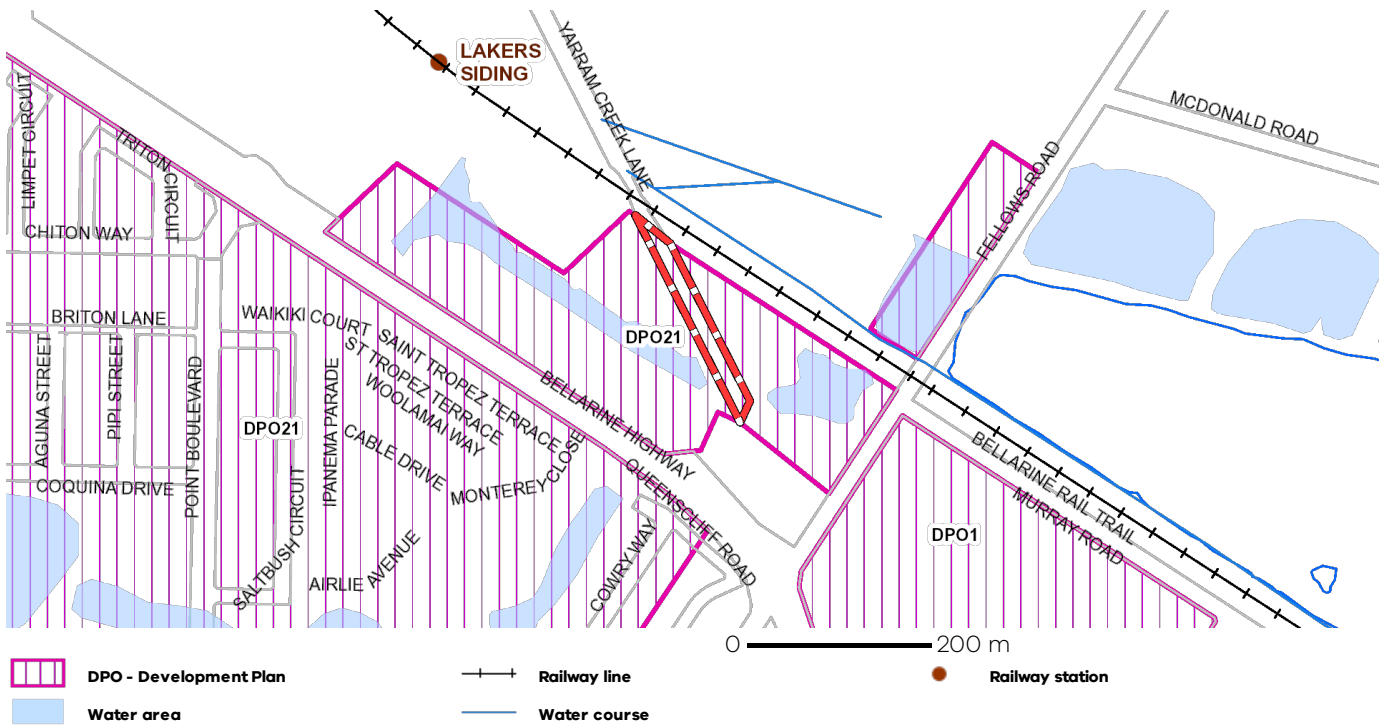 LAKERS
SIDING
YARRAM CREEK LANE
MCDONALD ROAD
LIMPET CIRCUIT
TRITON CIRCUIT
FELLOWS ROAD
CHITON WAY
BRITON LANE
WAIKIKI COURT
SAINT TROPEZ TERRACE
ST TROPEZ TERRACE
WOOLAMAI WAY
DPO21
AGUNA STREET
PIPI STREET
POINT BOULEVARD
IPANEMA PARADE
BELLARINE HIGHWAY
DPO21
CABLE DRIVE
MONTEREY CLOSE
QUEENSCLIFF ROAD
BELLARINE RAIL TRAIL
MURRAY ROAD
COQUINA DRIVE
SALTBUSH CIRCUIT
AIRLIE AVENUE
COWRY WAY
DPO1
0 200 m
DPO - Development Plan
Railway line
Railway station
Water area
Water course